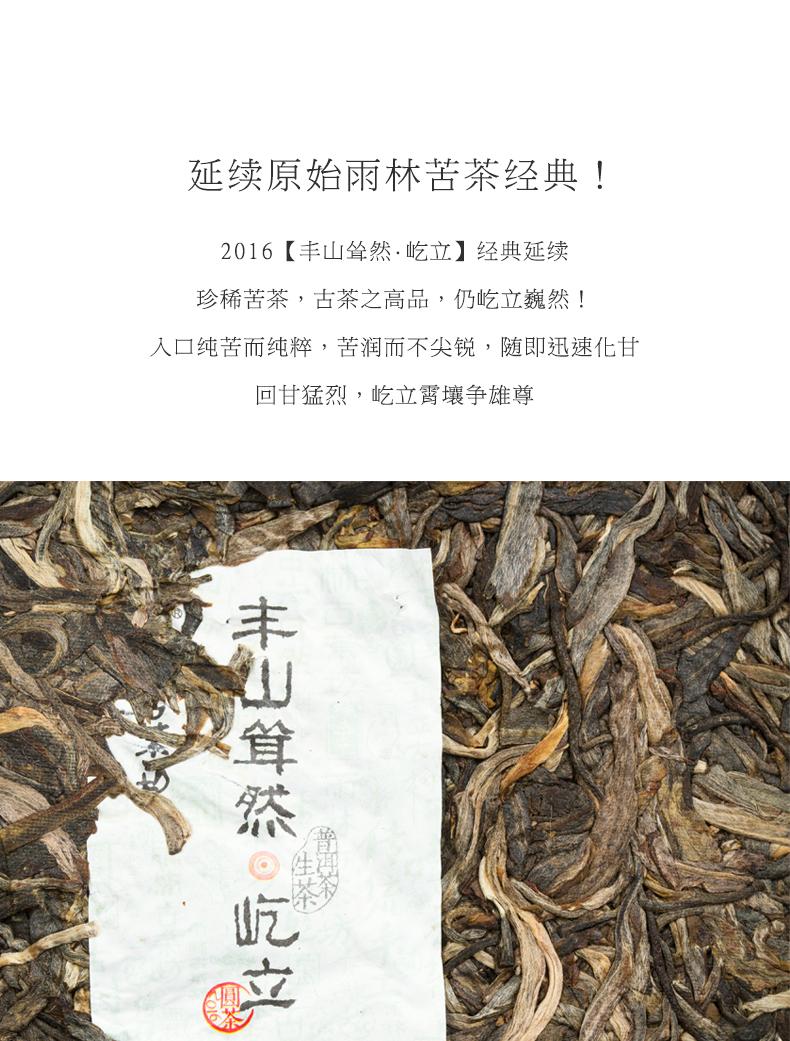 延续原始雨林苦茶经典！
2016【丰山耸然·屹立】经典延续
珍稀苦茶，古茶之高品，仍屹立巍然！
入口纯苦而纯粹，苦润而不尖锐，随即迅速化甘
回甘猛烈，屹立霄壤争雄尊
®
丰山耸然
屹立
普洱茶
生茶
圆茶
2016